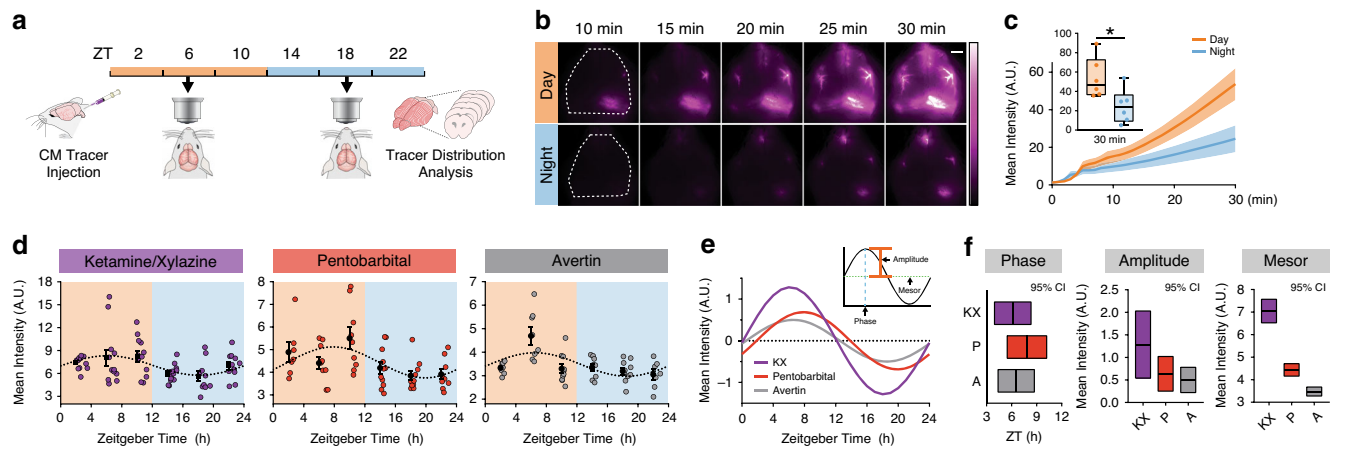 a
ZT 2 6 10 14 18 22
CM Tracer
Injection
Tracer Distribution
Analysis
b
10 min 15 min 20 min 25 min 30 min
Day
Night
c
Mean Intensity (A.U.)
60
40
20
0
0 10 20 30 (min)
100
80
60
40
20
0
*
30 min
Day
Night
d
Ketamine/Xylazine
Mean Intensity (A.U.)
18
15
12
9
6
3
0 4 8 12 16 20 24
Zeitgeber Time (h)
Pentobarbital
8
7
6
5
4
3
0 4 8 12 16 20 24
Zeitgeber Time (h)
Avertin
7
6
5
4
3
2
0 4 8 12 16 20 24
Zeitgeber Time (h)
e
Mean Intensity (A.U.)
1
0
−1
KX
Pentobarbital
Avertin
0 4 8 12 16 20 24
Zeitgeber Time (h)
Amplitude
Mesor
Phase
f
Phase
95% CI
KX
P
A
3 6 9 12
ZT (h)
Amplitude
95% CI
Mean Intensity (A.U.)
2.5
2.0
1.5
1.0
0.5
0.0
KX P A
Mesor
95% CI
Mean Intensity (A.U.)
8
7
6
5
4
3
KX P A